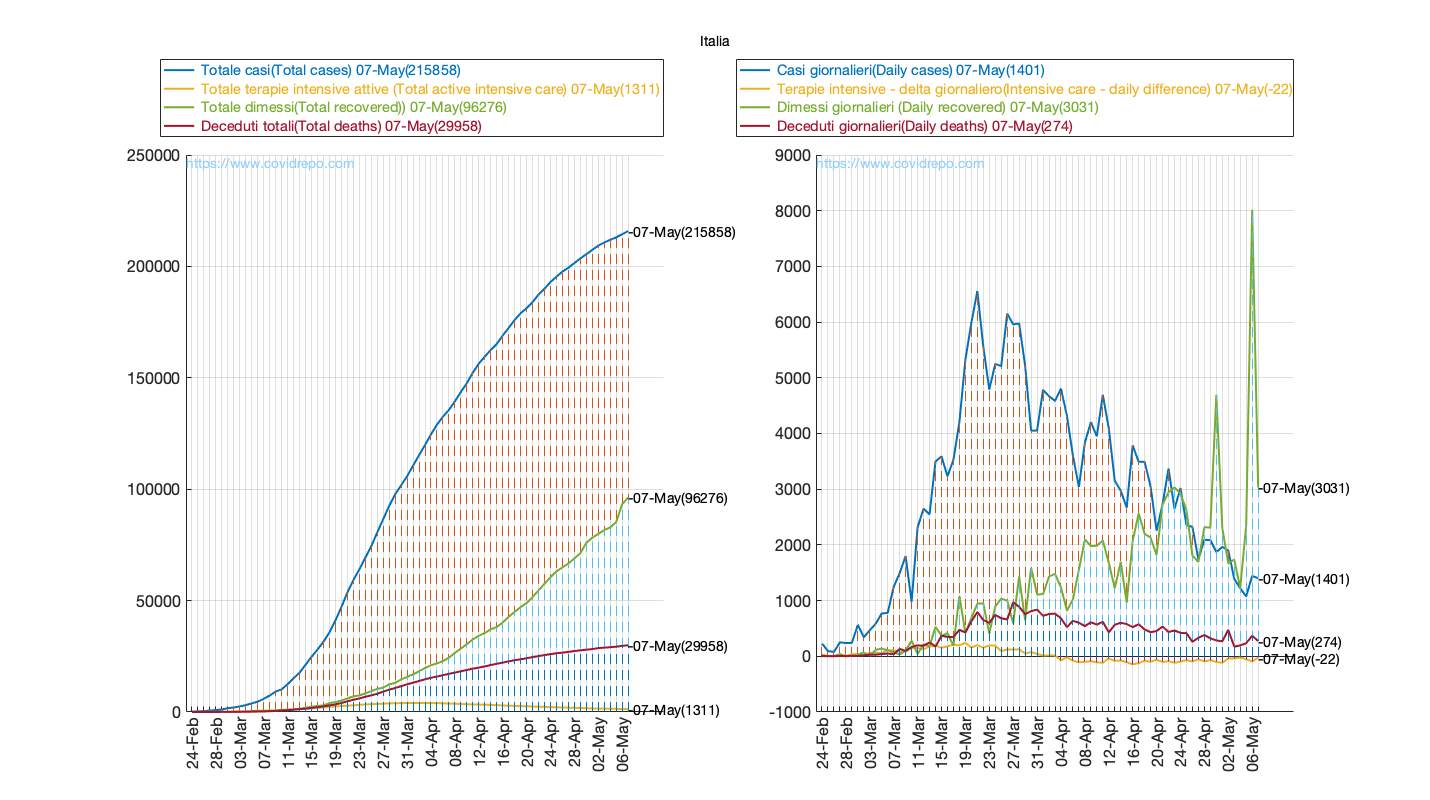 Italia
Totale casi(Total cases) 07-May(215858)
Totale terapie intensive attive (Total active intensive care) 07-May(1311)
Totale dimessi(Total recovered)) 07-May(96276)
Deceduti totali(Total deaths) 07-May(29958)
250000
https://www.covidrepo.com
200000
150000
100000
50000
0
07-May(215858)
07-May(96276)
07-May(29958)
07-May(1311)
24-Feb
28-Feb
03-Mar
07-Mar
11-Mar
15-Mar
19-Mar
23-Mar
27-Mar
31-Mar
04-Apr
08-Apr
12-Apr
16-Apr
20-Apr
24-Apr
28-Apr
02-May
06-May
Casi giornalieri(Daily cases) 07-May(1401)
Terapie intensive - delta giornaliero(Intensive care - daily difference) 07-May(-22)
Dimessi giornalieri (Daily recovered) 07-May(3031)
Deceduti giornalieri(Daily deaths) 07-May(274)
9000
https://www.covidrepo.com
8000
7000
6000
5000
4000
3000
2000
1000
0
-1000
07-May(3031)
07-May(1401)
07-May(274)
07-May(-22)
24-Feb
28-Feb
03-Mar
07-Mar
11-Mar
15-Mar
19-Mar
23-Mar
27-Mar
31-Mar
04-Apr
08-Apr
12-Apr
16-Apr
20-Apr
24-Apr
28-Apr
02-May
06-May